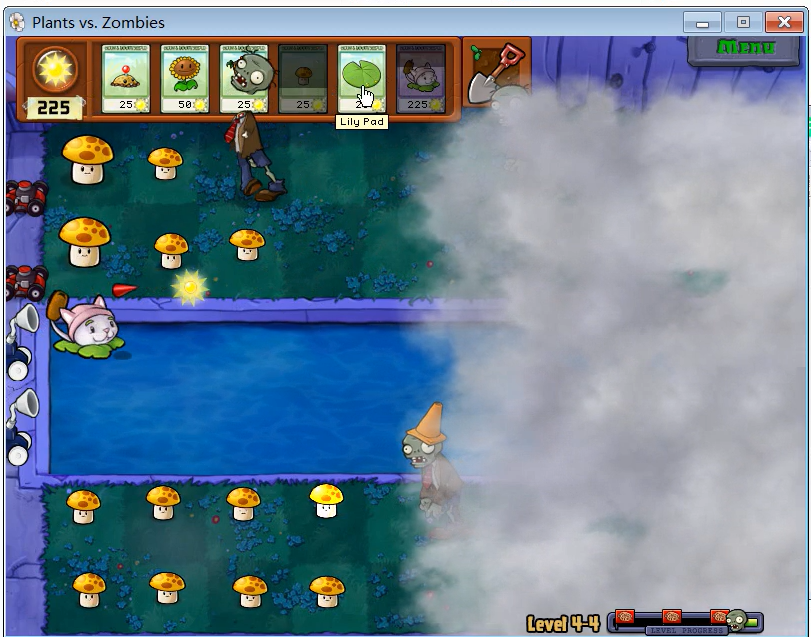 Plants vs. Zombies
Menu
225
25
50
25
25
225
Lily Pad
Level 4-4
LEVEL PROGRESS